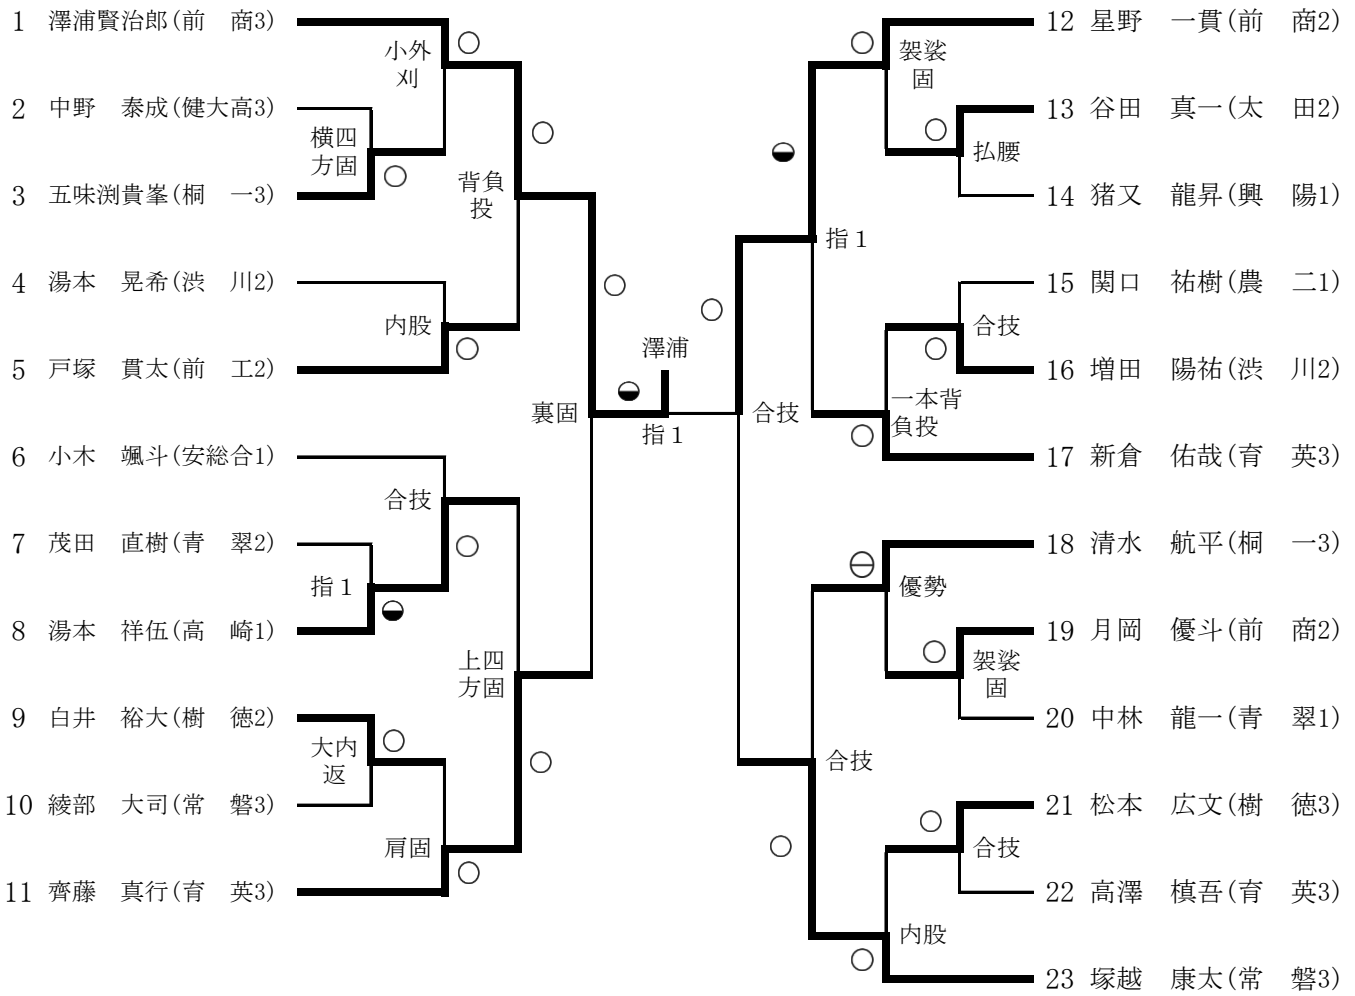 1 澤浦賢治郎(前　商3)
小外
刈
2 中野　泰成(健大高3)
横四
方固
3 五味渕貴峯(桐　一3)
背負
投
4 湯本　晃希(渋　川2)
内股
5 戸塚　貫太(前　工2)
裏固
6 小木　颯斗(安総合1)
合技
7 茂田　直樹(青　翠2)
指１
8 湯本　祥伍(高　崎1)
上四
方固
9 白井　裕大(樹　徳2)
大内
返
10 綾部　大司(常　磐3)
肩固
11 齊藤　真行(育　英3)
澤浦
指１
12 星野　一貫(前　商2)
袈裟
固
13 谷田　真一(太　田2)
払腰
14 猪又　龍昇(興　陽1)
指１
15 関口　祐樹(農　二1)
合技
16 増田　陽祐(渋　川2)
一本背
負投
合技
17 新倉　佑哉(育　英3)
18 清水　航平(桐　一3)
優勢
19 月岡　優斗(前　商2)
袈裟
固
20 中林　龍一(青　翠1)
合技
21 松本　広文(樹　徳3)
合技
22 高澤　槙吾(育　英3)
内股
23 塚越　康太(常　磐3)